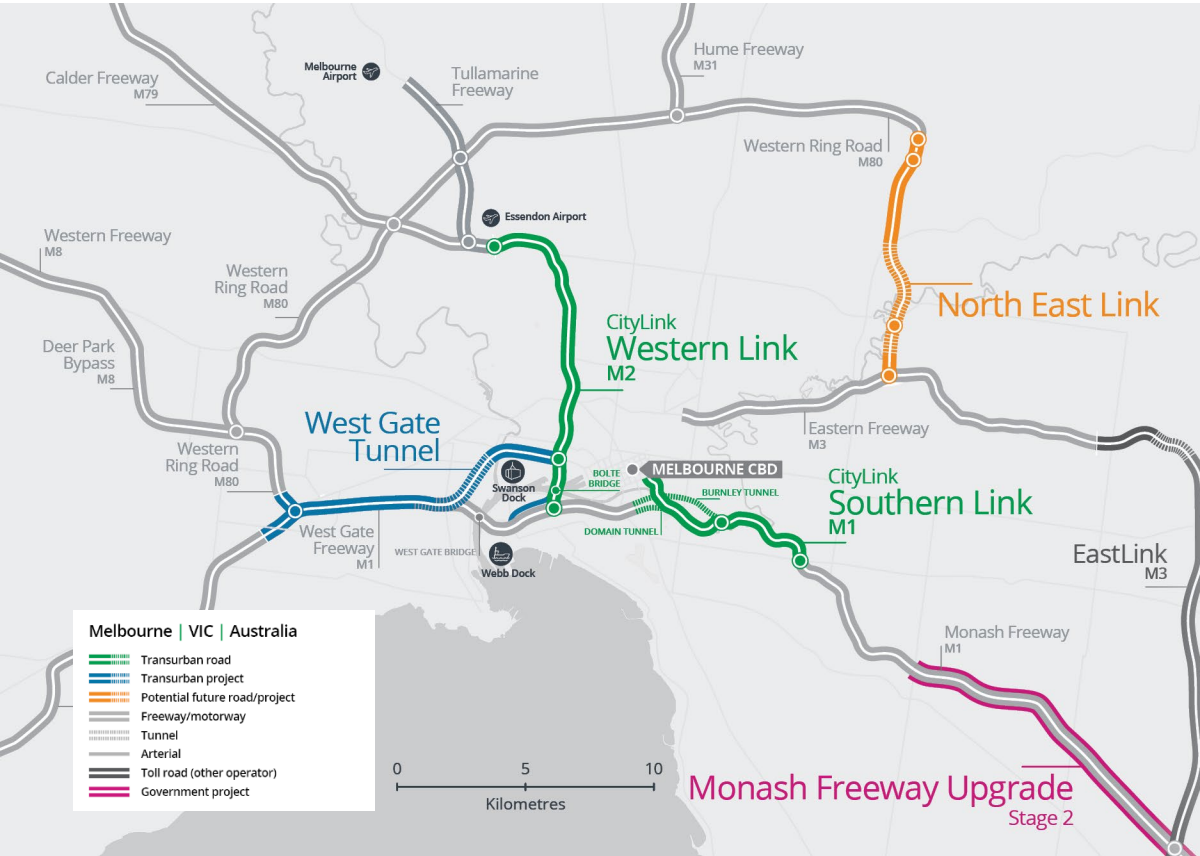 Hume Freeway
M31
Melbourne
Airport
Tullamarine
Freeway
Calder Freeway
M79
Western Ring Road
M80
Essendon Airport
Western Freeway
M8
Western
Ring Road
M80
North East Link
CityLink
Western Link
M2
Deer Park
Bypass
M8
West Gate
Tunnel
Eastern Freeway
M3
Western
Ring Road
M80
BOLTE
BRIDGE
MELBOURNE CBD
Swanson
Dock
BURNLEY TUNNEL
CityLink
Southern Link
M1
DOMAIN TUNNEL
West Gate
Freeway
M1
WEST GATE BRIDGE
Webb Dock
EastLink
M3
Monash Freeway
M1
Melbourne | VIC | Australia
Transurban road
Transurban project
Potential future road/project
Freeway/motorway
Tunnel
Arterial
Toll road (other operator)
Government project
0 5 10
Kilometres
Monash Freeway Upgrade
Stage 2